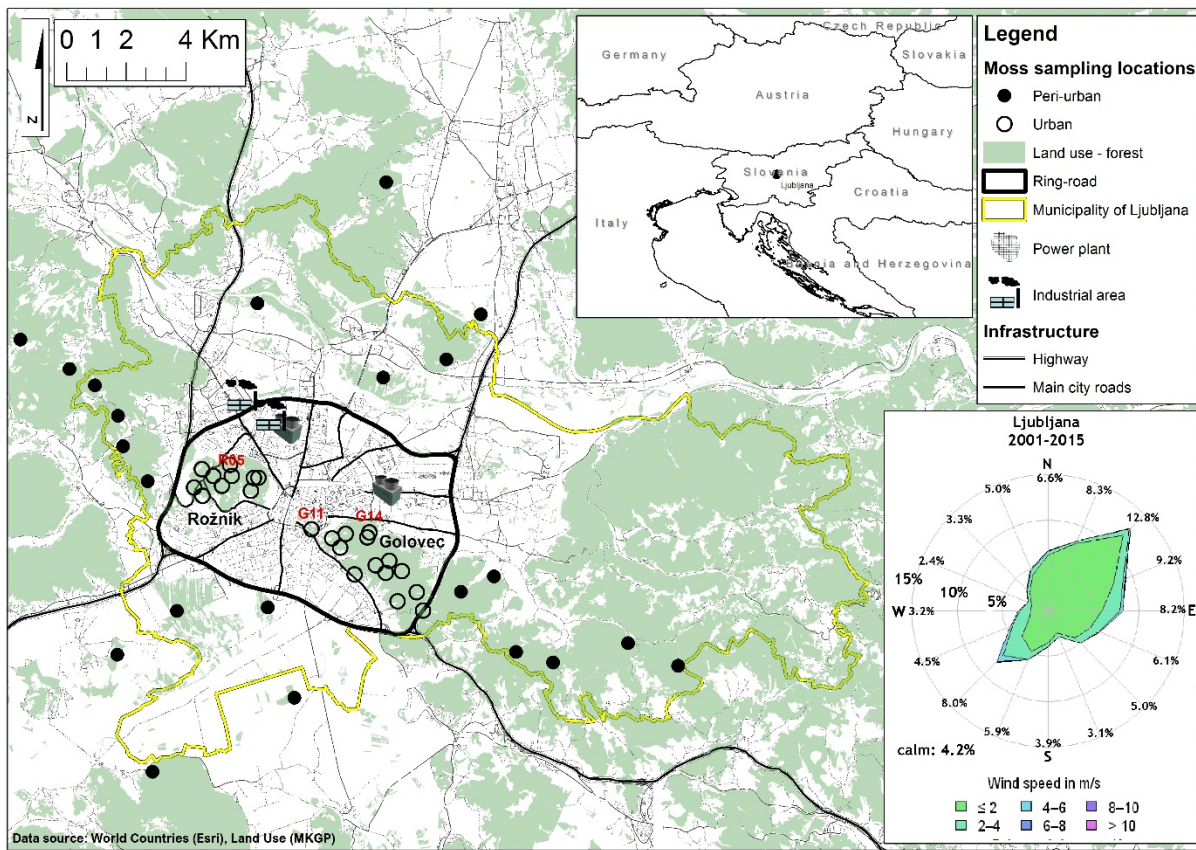 0 1 2 4 Km
N
Czech Republic
Germany
Slovakia
Austria
Hungary
Slovenia
Ljubljana
Croatia
Italy
Bosnia and Herzegovina
Legend
Moss sampling locations
Peri-urban
Urban
Land use - forest
Ring-road
Municipality of Ljubljana
Power plant
Industrial area
Infrastructure
Highway
Main city roads
R05
Rožnik
G11
G14
Golovec
Ljubljana
2001-2015
N
6.6%
5.0%
8.3%
3.3%
12.8%
2.4%
9.2%
15%
10%
5%
W 3.2%
8.2% E
4.5%
6.1%
8.0%
5.0%
5.9%
3.9%
3.1%
S
calm: 4.2%
Wind speed in m/s
≤ 2
4–6
8–10
2–4
6–8
> 10
Data source: World Countries (Esri), Land Use (MKGP)